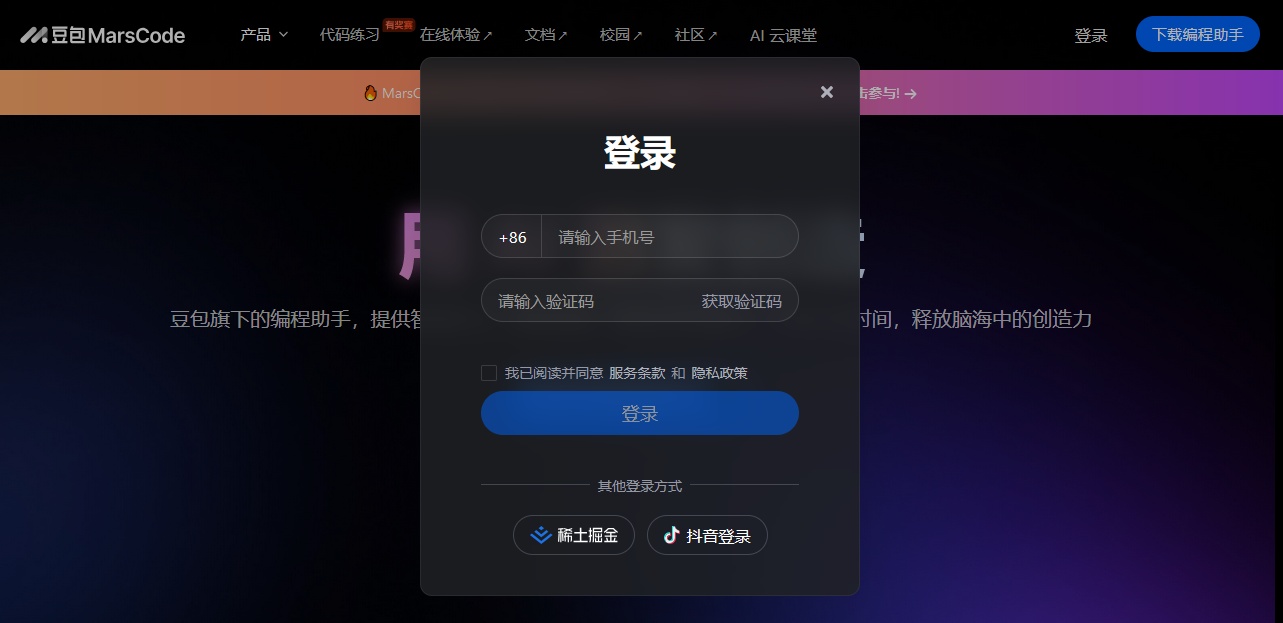 豆包MarsCode 产品 代码练习 有奖赛 在线体验↗ 文档↗ 校园↗ 社区↗ AI 云课堂 登录 下载编程助手
击参与! →
登录
+86 请输入手机号
请输入验证码 获取验证码
豆包旗下的编程助手，提供智 时间，释放脑海中的创造力
我已阅读并同意 服务条款 和 隐私政策
登录
其他登录方式
稀土掘金 抖音登录